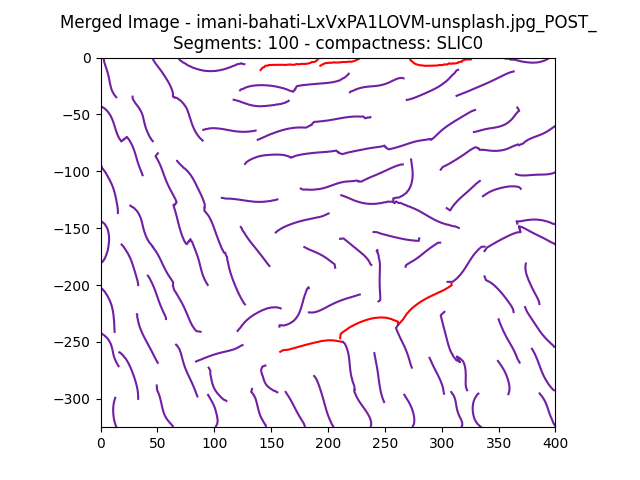 Merged Image - imani-bahati-LxVxPA1LOVM-unsplash.jpg_POST_
Segments: 100 - compactness: SLIC0
0
−50
−100
−150
−200
−250
−300
0 50 100 150 200 250 300 350 400